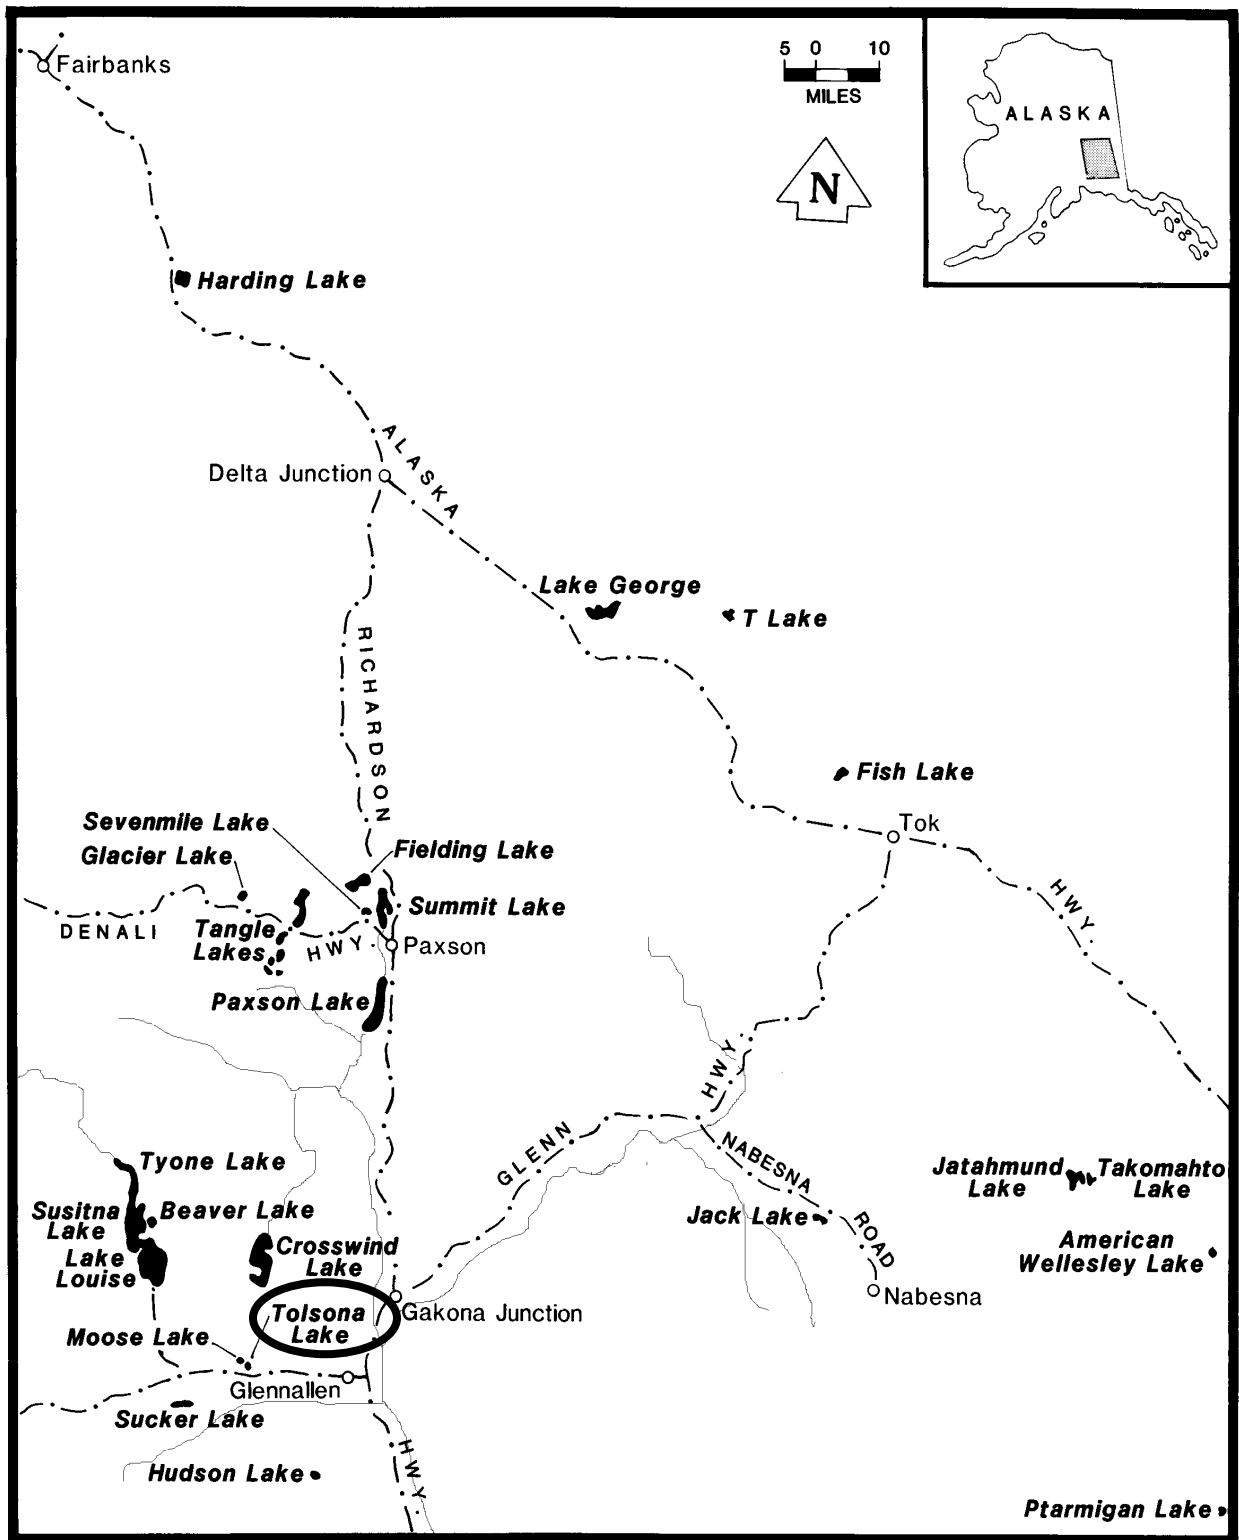 Fairbanks
5 0 10
MILES
N
ALASKA
Harding Lake
Delta Junction
ALASKA
Lake George
T Lake
RICHARDSON
Fish Lake
Tok
Sevenmile Lake
Glacier Lake
Fielding Lake
Summit Lake
HWY.
DENALI
Tangle
Lakes
HWY.
Paxson
Paxson Lake
HWY.
GLENN
NABESNA
ROAD
Tyone Lake
Jatahmund
Lake
Takomahto
Lake
Susitna
Lake
Beaver Lake
Jack Lake
Lake
Louise
Crosswind
Lake
American
Wellesley Lake
Nabesna
Tolsona
Lake
Gakona Junction
Moose Lake
Glennallen
Sucker Lake
HWY.
Hudson Lake
Ptarmigan Lake